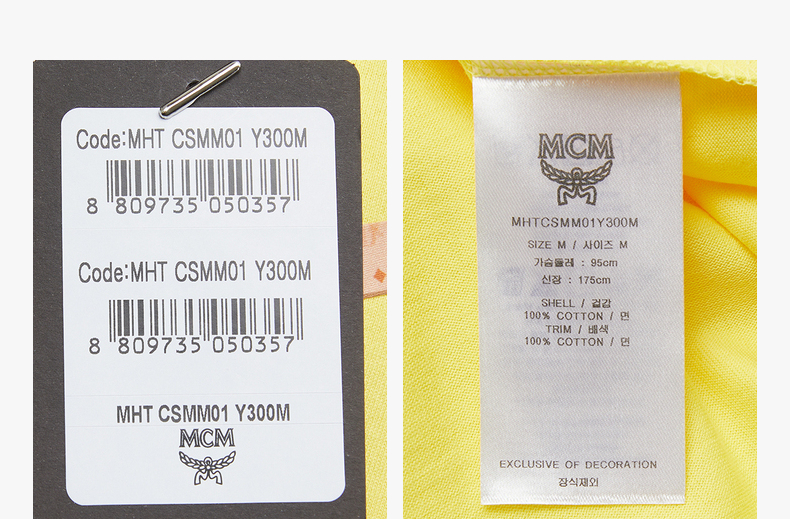 Code:MHT CSMM01 Y300M
8 809735 050357
Code:MHT CSMM01 Y300M
8 809735 050357
MHT CSMM01 Y300M
MCM
MCM
MHTCSMM01Y300M
SIZE M / 사이즈 M
가슴둘레 : 95cm
신장 : 175cm
SHELL / 겉감
100% COTTON / 면
TRIM / 배색
100% COTTON / 면
EXCLUSIVE OF DECORATION
장식제외